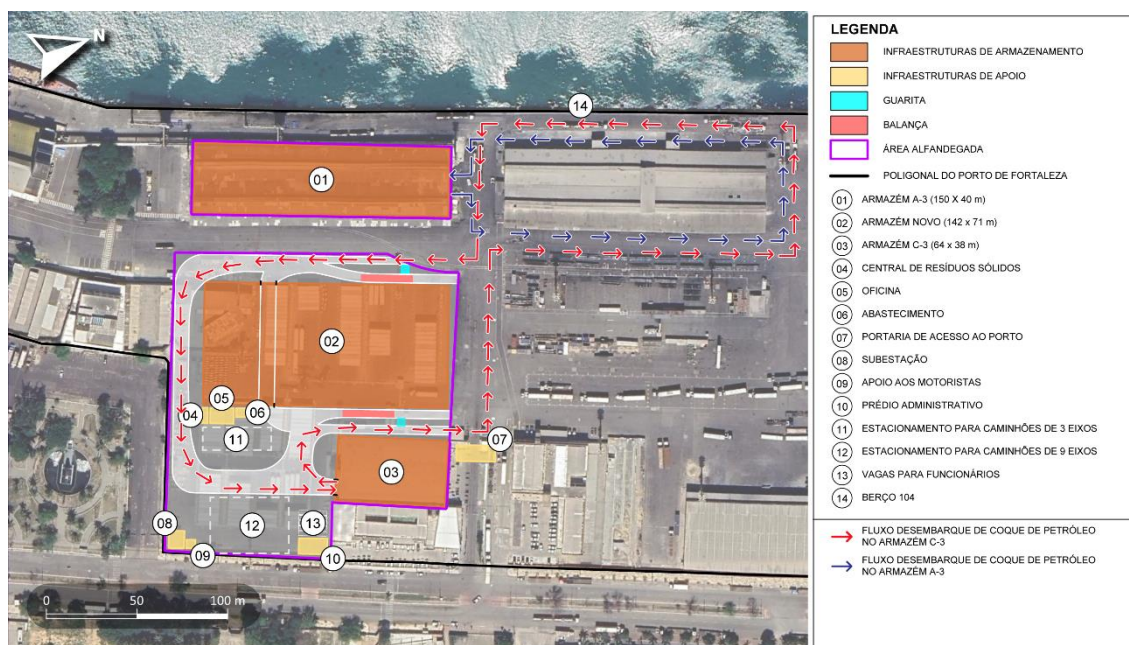 N
14
01
02
03
04
05
06
07
11
12
13
08
09
10
0 50 100 m
LEGENDA
INFRAESTRUTURAS DE ARMAZENAMENTO
INFRAESTRUTURAS DE APOIO
GUARITA
BALANÇA
ÁREA ALFANDEGADA
POLIGONAL DO PORTO DE FORTALEZA
01 ARMAZÉM A-3 (150 X 40 m)
02 ARMAZÉM NOVO (142 x 71 m)
03 ARMAZÉM C-3 (64 x 38 m)
04 CENTRAL DE RESÍDUOS SÓLIDOS
05 OFICINA
06 ABASTECIMENTO
07 PORTARIA DE ACESSO AO PORTO
08 SUBESTAÇÃO
09 APOIO AOS MOTORISTAS
10 PRÉDIO ADMINISTRATIVO
11 ESTACIONAMENTO PARA CAMINHÕES DE 3 EIXOS
12 ESTACIONAMENTO PARA CAMINHÕES DE 9 EIXOS
13 VAGAS PARA FUNCIONÁRIOS
14 BERÇO 104
FLUXO DESEMBARQUE DE COQUE DE PETRÓLEO
NO ARMAZÉM C-3
FLUXO DESEMBARQUE DE COQUE DE PETRÓLEO
NO ARMAZÉM A-3